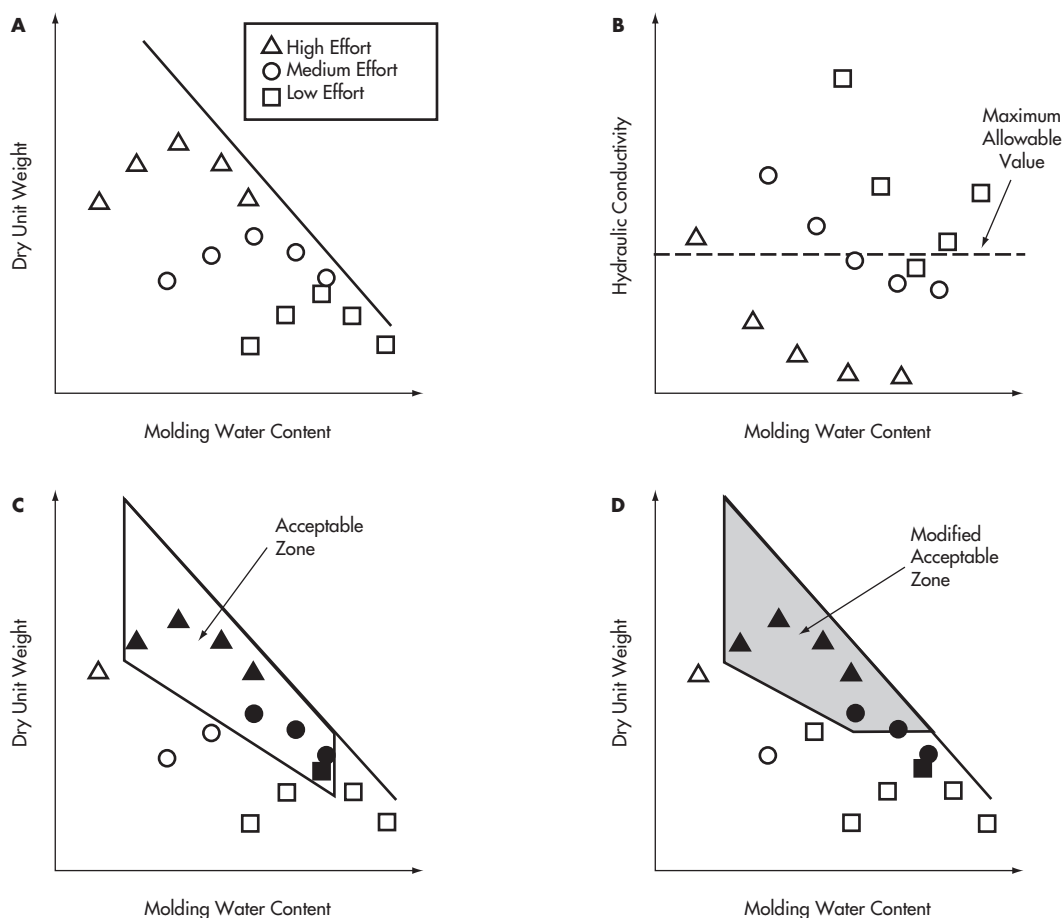 A
High Effort
Medium Effort
Low Effort
Dry Unit Weight
Molding Water Content
B
Maximum
Allowable
Value
Hydraulic Conductivity
Molding Water Content
C
Acceptable
Zone
Dry Unit Weight
Molding Water Content
D
Modified
Acceptable
Zone
Dry Unit Weight
Molding Water Content